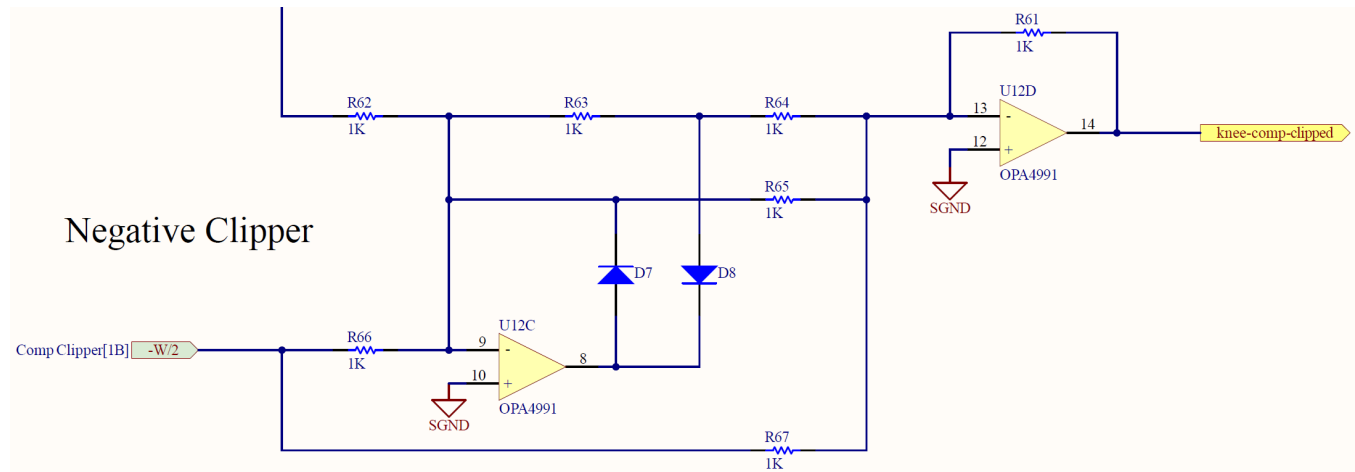 R61
1K
U12D
13
-
14
12
+
OPA4991
SGND
knee-comp-clipped
R62
1K
R63
1K
R64
1K
R65
1K
Negative Clipper
D7
D8
U12C
Comp Clipper[1B]
-W/2
R66
1K
9
-
8
10
+
OPA4991
SGND
R67
1K